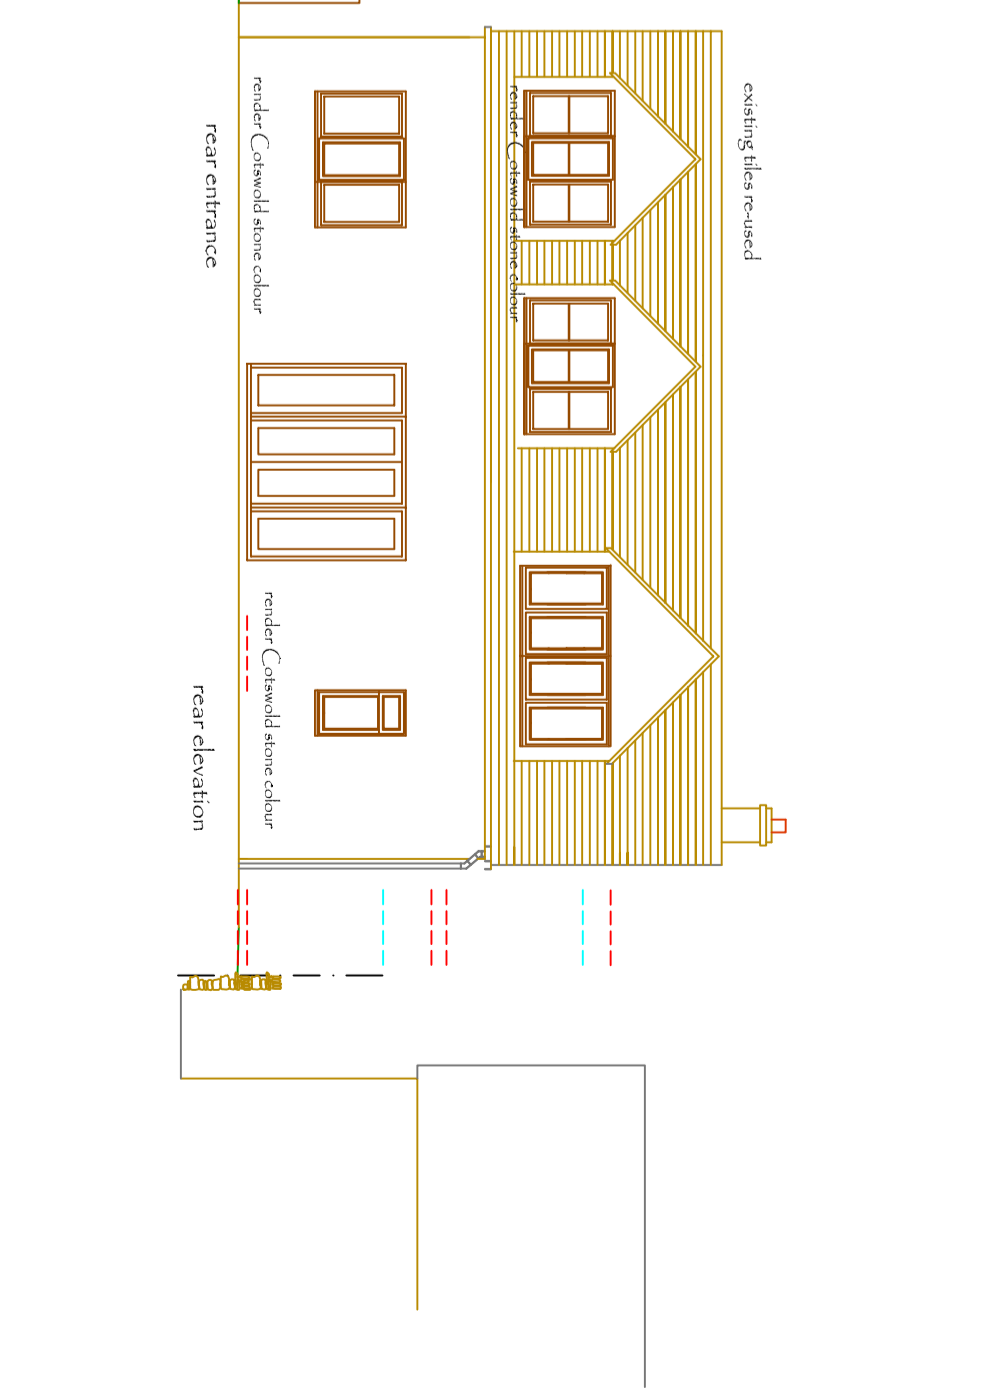 existing tiles re-used
render Cotswold stone colour
render Cotswold stone colour
render Cotswold stone colour
rear entrance
rear elevation